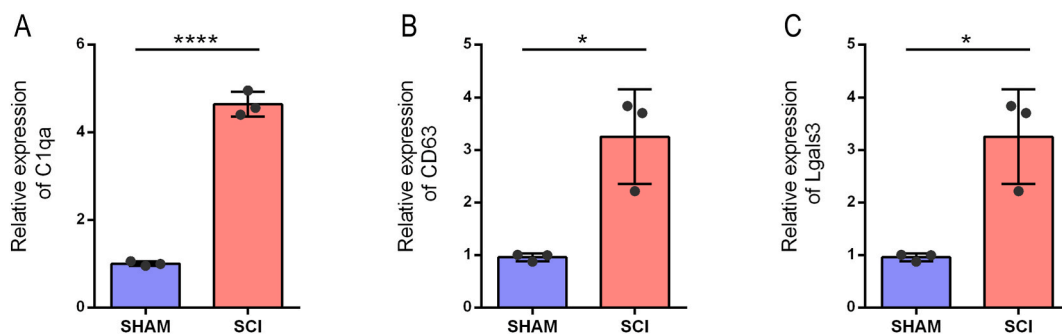 A
Relative expression
of C1qa
6
4
2
0
****
SHAM
SCI
B
Relative expression
of CD63
5
4
3
2
1
0
*
SHAM
SCI
C
Relative expression
of Lgals3
5
4
3
2
1
0
*
SHAM
SCI